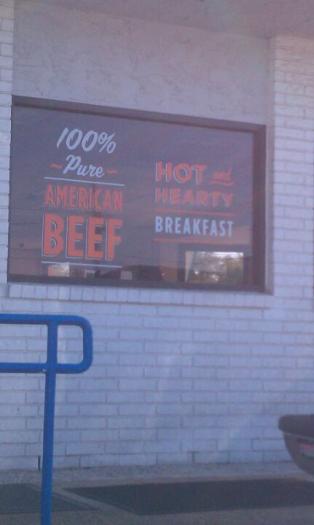 100%
~Pure~
AMERICAN
BEEF
HOT and
HEARTY
BREAKFAST